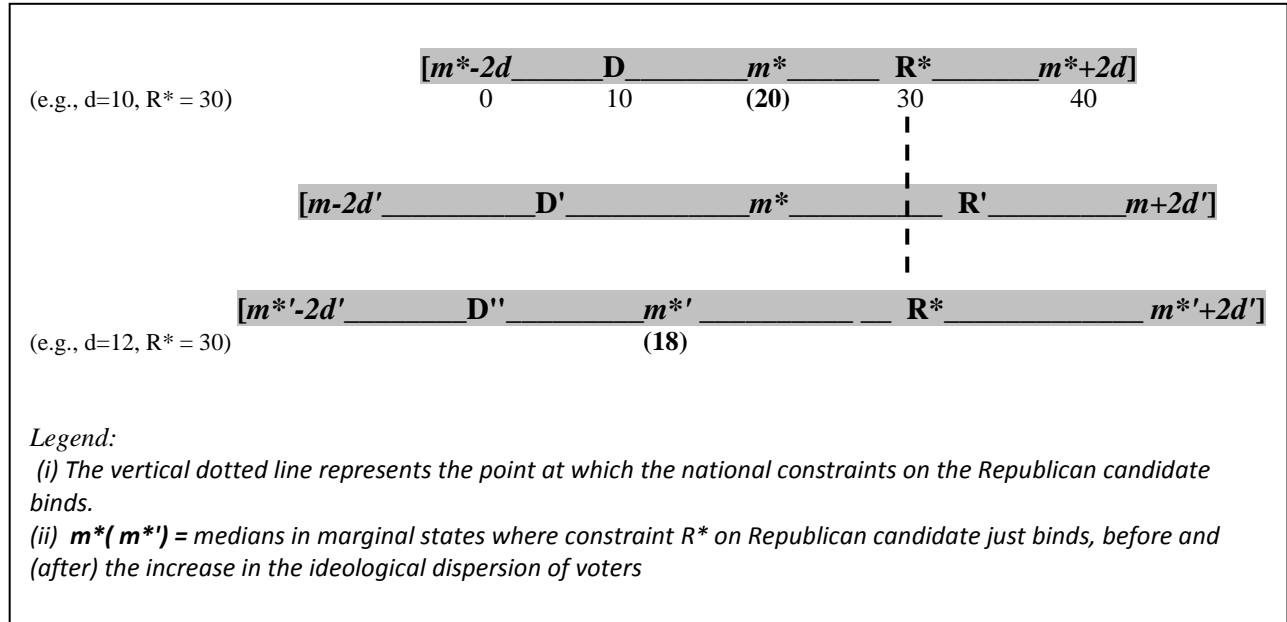 [m*-2d______D________m*______ R*_______m*+2d]
(e.g., d=10, R* = 30) 0 10 (20) 30 40
[m-2d'__________D'____________m*__________ R'_________m+2d']
[m*'-2d'________D''_________m*' __________ __ R*_____________ m*'+2d']
(e.g., d=12, R* = 30) (18)
Legend:
(i) The vertical dotted line represents the point at which the national constraints on the Republican candidate
binds.
(ii) m*( m*') = medians in marginal states where constraint R* on Republican candidate just binds, before and
(after) the increase in the ideological dispersion of voters